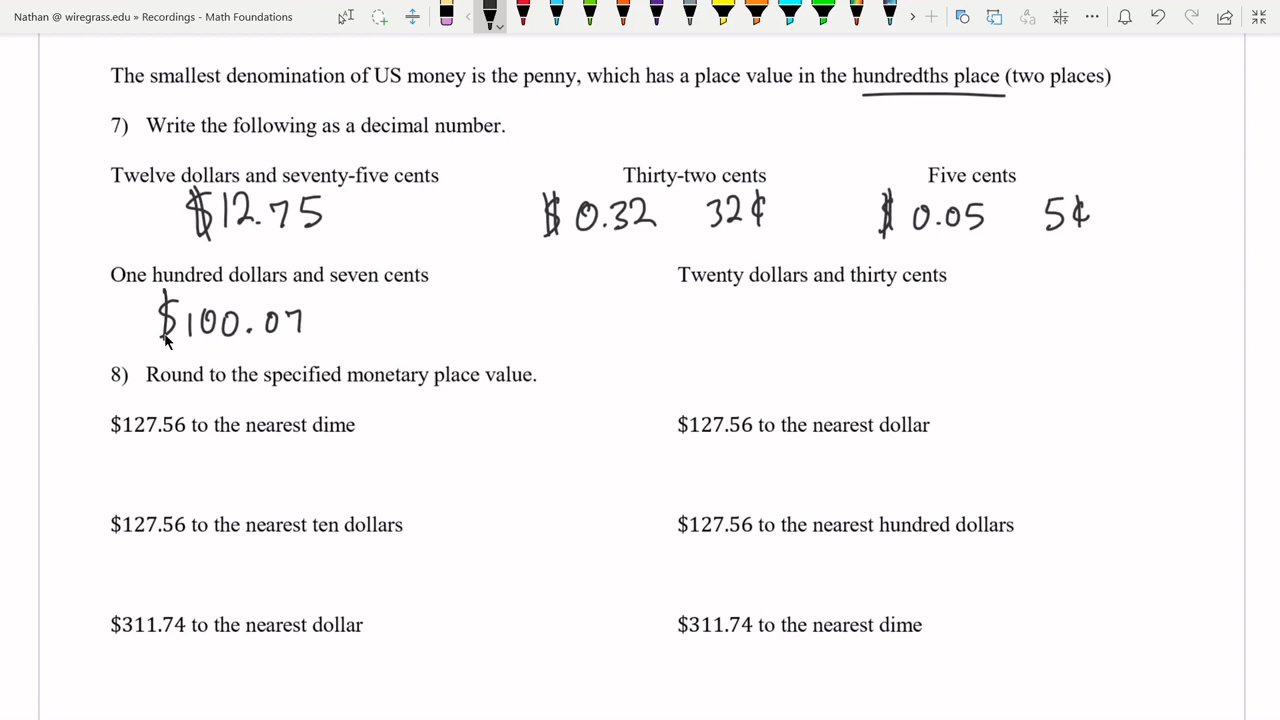 Nathan @ wiregrass.edu » Recordings - Math Foundations
The smallest denomination of US money is the penny, which has a place value in the hundredths place (two places)
7) Write the following as a decimal number.
Twelve dollars and seventy-five cents Thirty-two cents Five cents
$12.75 $0.32 32¢ $0.05 5¢
One hundred dollars and seven cents Twenty dollars and thirty cents
$100.07
8) Round to the specified monetary place value.
$127.56 to the nearest dime $127.56 to the nearest dollar
$127.56 to the nearest ten dollars $127.56 to the nearest hundred dollars
$311.74 to the nearest dollar $311.74 to the nearest dime